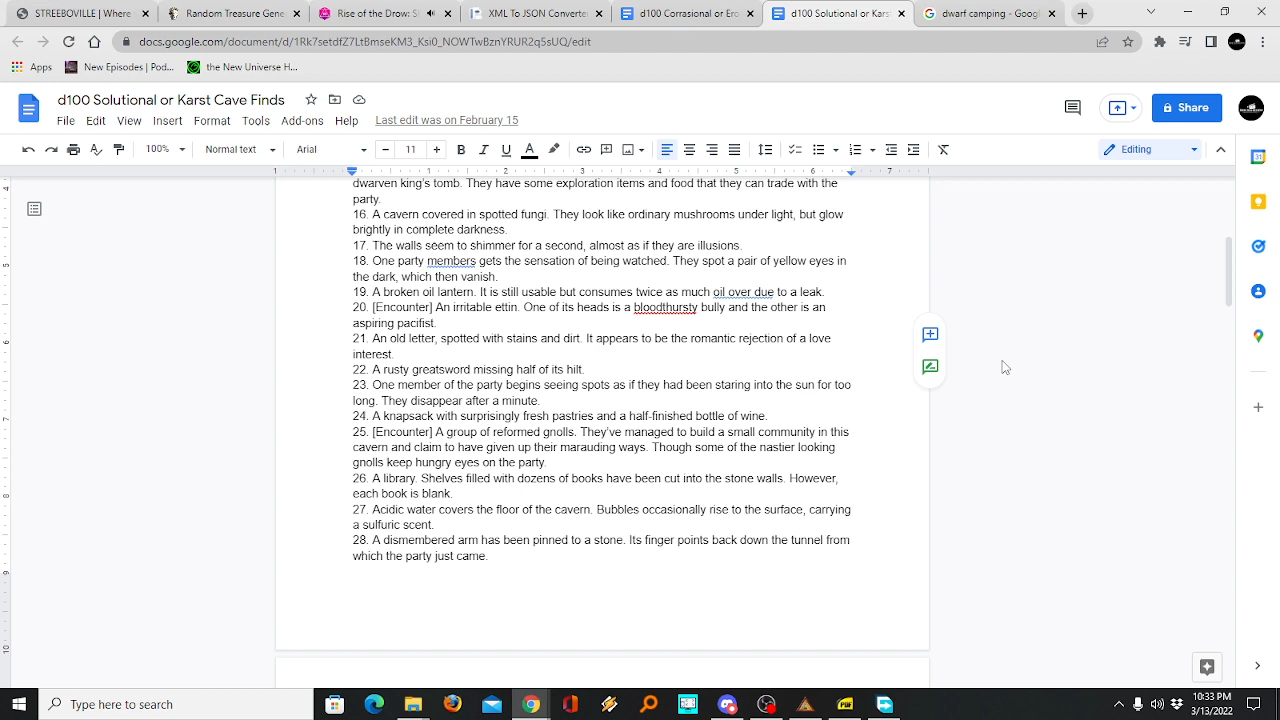 STREEBOVILLE | Where
Random Treasure Gene
Rise of the Drow: S
XML To JSON Converte
d100 Corrasional or Ero
d100 Solutional or Kars
dwarf camping - Googl
docs.google.com/document/d/1Rk7setdfZ7LtBmseKM3_Ksi0_NOWTwBznYRUR2q5sUQ/edit
Apps
New Episodes | Pod...
the New Universe H...
d100 Solutional or Karst Cave Finds
File Edit View Insert Format Tools Add-ons Help Last edit was on February 15
Share
100% Normal text Arial 11 B I U A Editing
1 1 2 3 4 5 6 7
dwarven king's tomb. They have some exploration items and food that they can trade with the
party.
16. A cavern covered in spotted fungi. They look like ordinary mushrooms under light, but glow
brightly in complete darkness.
17. The walls seem to shimmer for a second, almost as if they are illusions.
18. One party members gets the sensation of being watched. They spot a pair of yellow eyes in
the dark, which then vanish.
19. A broken oil lantern. It is still usable but consumes twice as much oil over due to a leak.
20. [Encounter] An irritable ettin. One of its heads is a bloodthursty bully and the other is an
aspiring pacifist.
21. An old letter, spotted with stains and dirt. It appears to be the romantic rejection of a love
interest.
22. A rusty greatsword missing half of its hilt.
23. One member of the party begins seeing spots as if they had been staring into the sun for too
long. They disappear after a minute.
24. A knapsack with surprisingly fresh pastries and a half-finished bottle of wine.
25. [Encounter] A group of reformed gnolls. They've managed to build a small community in this
cavern and claim to have given up their marauding ways. Though some of the nastier looking
gnolls keep hungry eyes on the party.
26. A library. Shelves filled with dozens of books have been cut into the stone walls. However,
each book is blank.
27. Acidic water covers the floor of the cavern. Bubbles occasionally rise to the surface, carrying
a sulfuric scent.
28. A dismembered arm has been pinned to a stone. Its finger points back down the tunnel from
which the party just came.
4
5
6
7
8
9
10
31
Type here to search
PDF
10:33 PM
3/13/2022